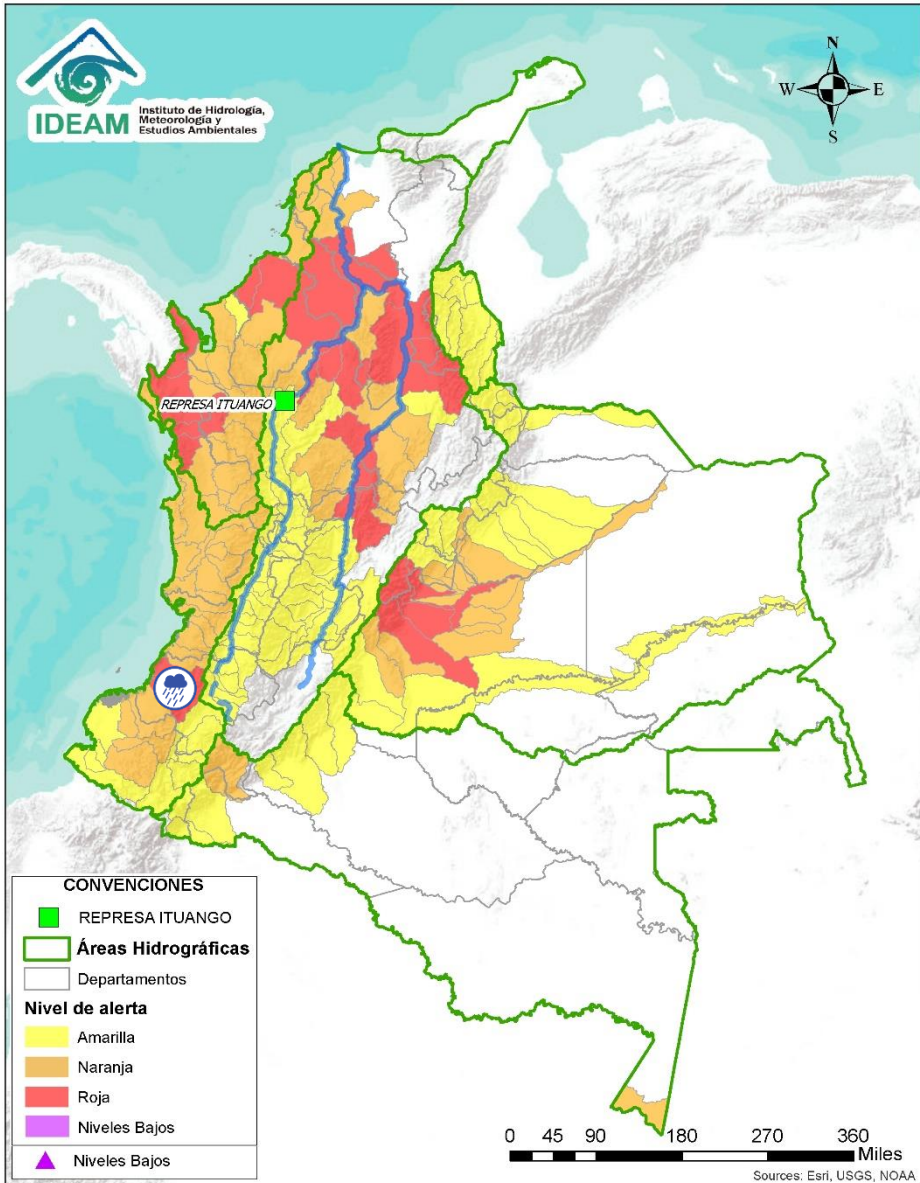 IDEAM
Instituto de Hidrología,
Meteorología y
Estudios Ambientales
N
W
E
S
REPRESA ITUANGO
CONVENCIONES
REPRESA ITUANGO
Áreas Hidrográficas
Departamentos
Nivel de alerta
Amarilla
Naranja
Roja
Niveles Bajos
Niveles Bajos
0 45 90 180 270 360
Miles
Sources: Esri, USGS, NOAA